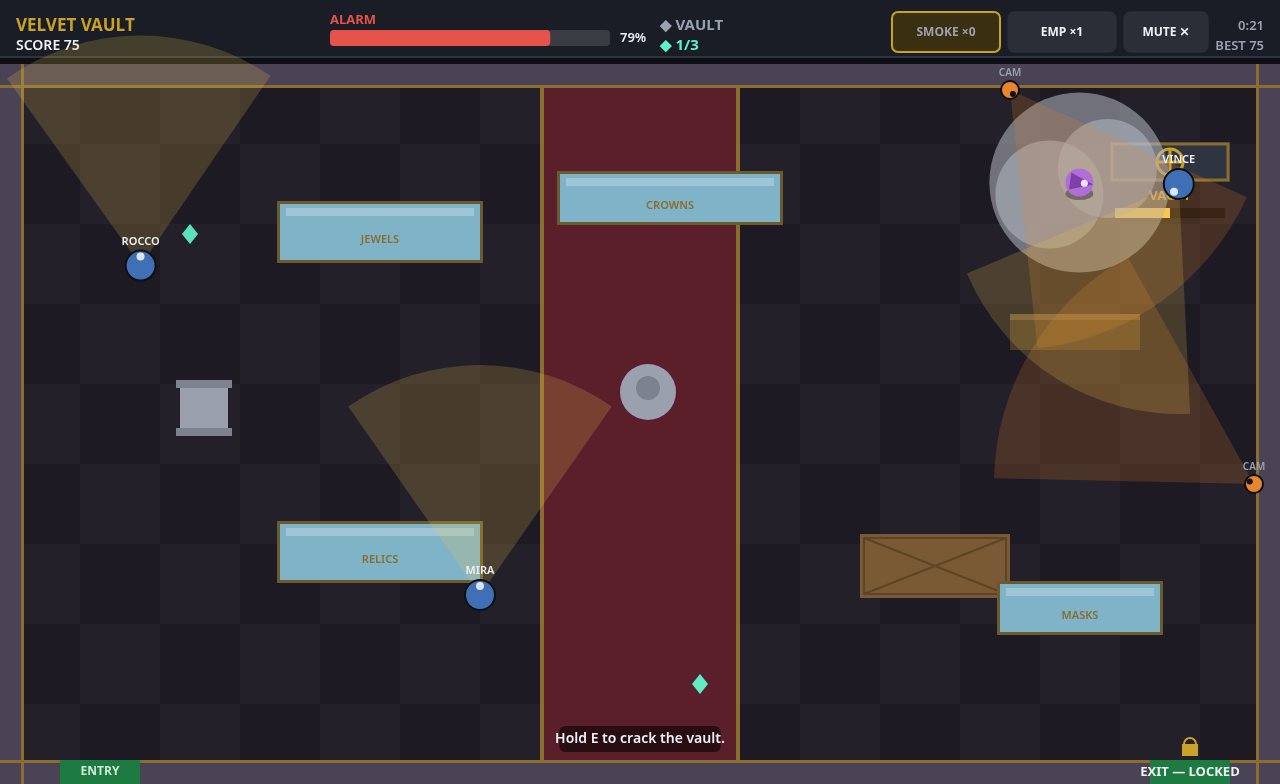 VELVET VAULT
SCORE 75
ALARM
79%
◆ VAULT
◆ 1/3
SMOKE ×0
EMP ×1
MUTE ✕
0:21
BEST 75
CAM
VINCE
ROCCO
JEWELS
CROWNS
CAM
RELICS
MIRA
MASKS
Hold E to crack the vault.
ENTRY
EXIT — LOCKED